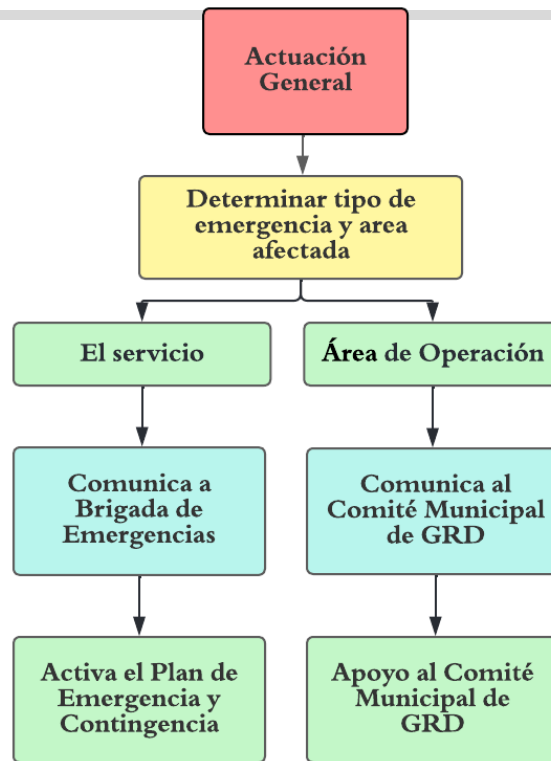 Actuación
General
Determinar tipo de
emergencia y area
afectada
El servicio
Área de Operación
Comunica a
Brigada de
Emergencias
Comunica al
Comité Municipal
de GRD
Activa el Plan de
Emergencia y
Contingencia
Apoyo al Comité
Municipal de
GRD